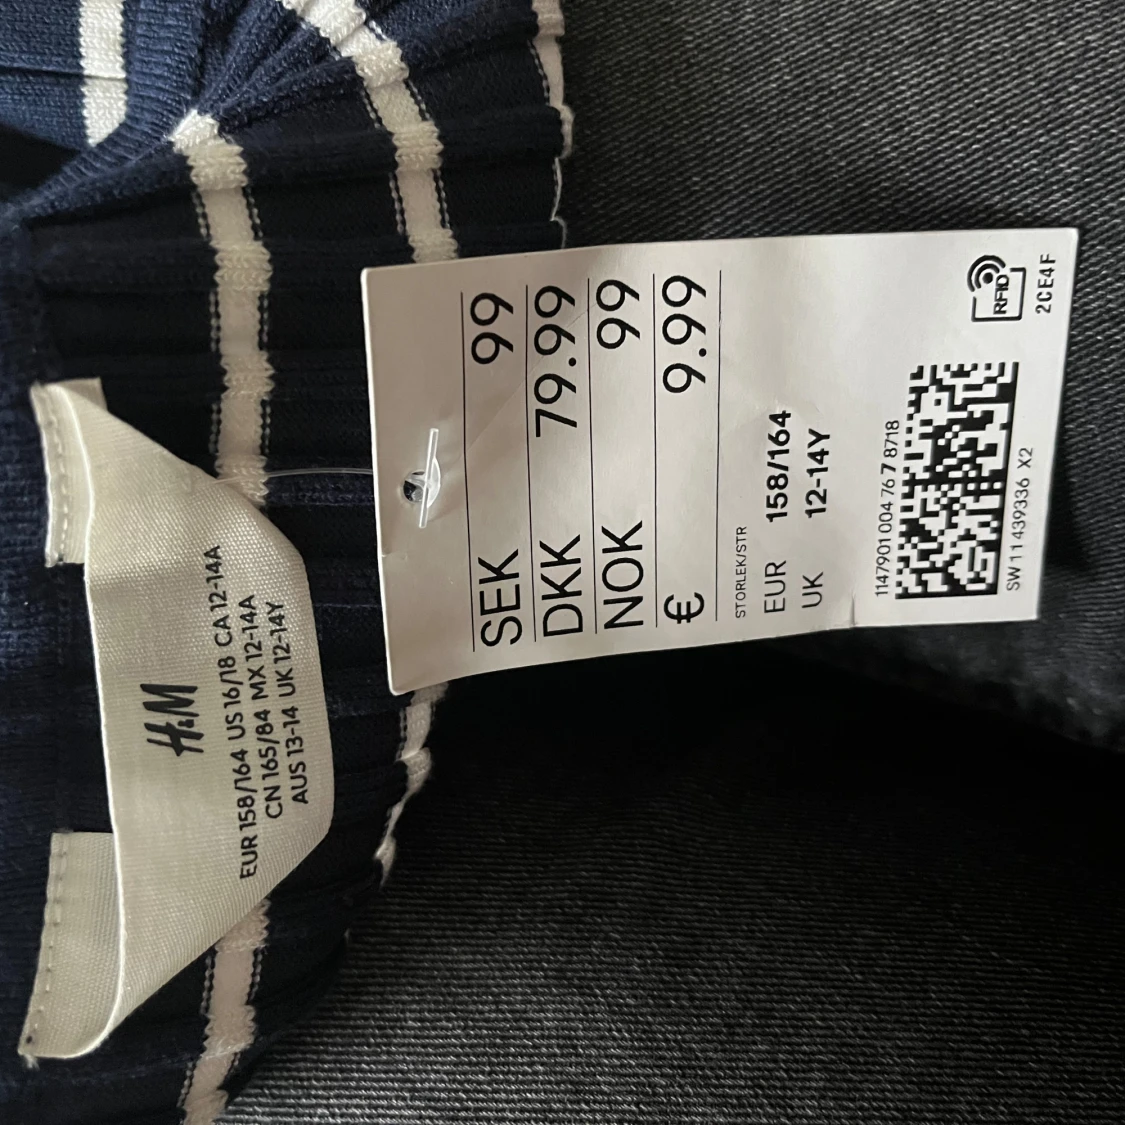 H&M
EUR 158/164 US 16/18 CA 12-14A
CN 165/84 MX 12-14A
AUS 13-14 UK 12-14Y
SEK 99
DKK 79.99
NOK 99
€ 9.99
STORLEK/STR
EUR 158/164
UK 12-14Y
1147901 004 76 7 8718
SW 11439336 X2
RFID
2CE4F